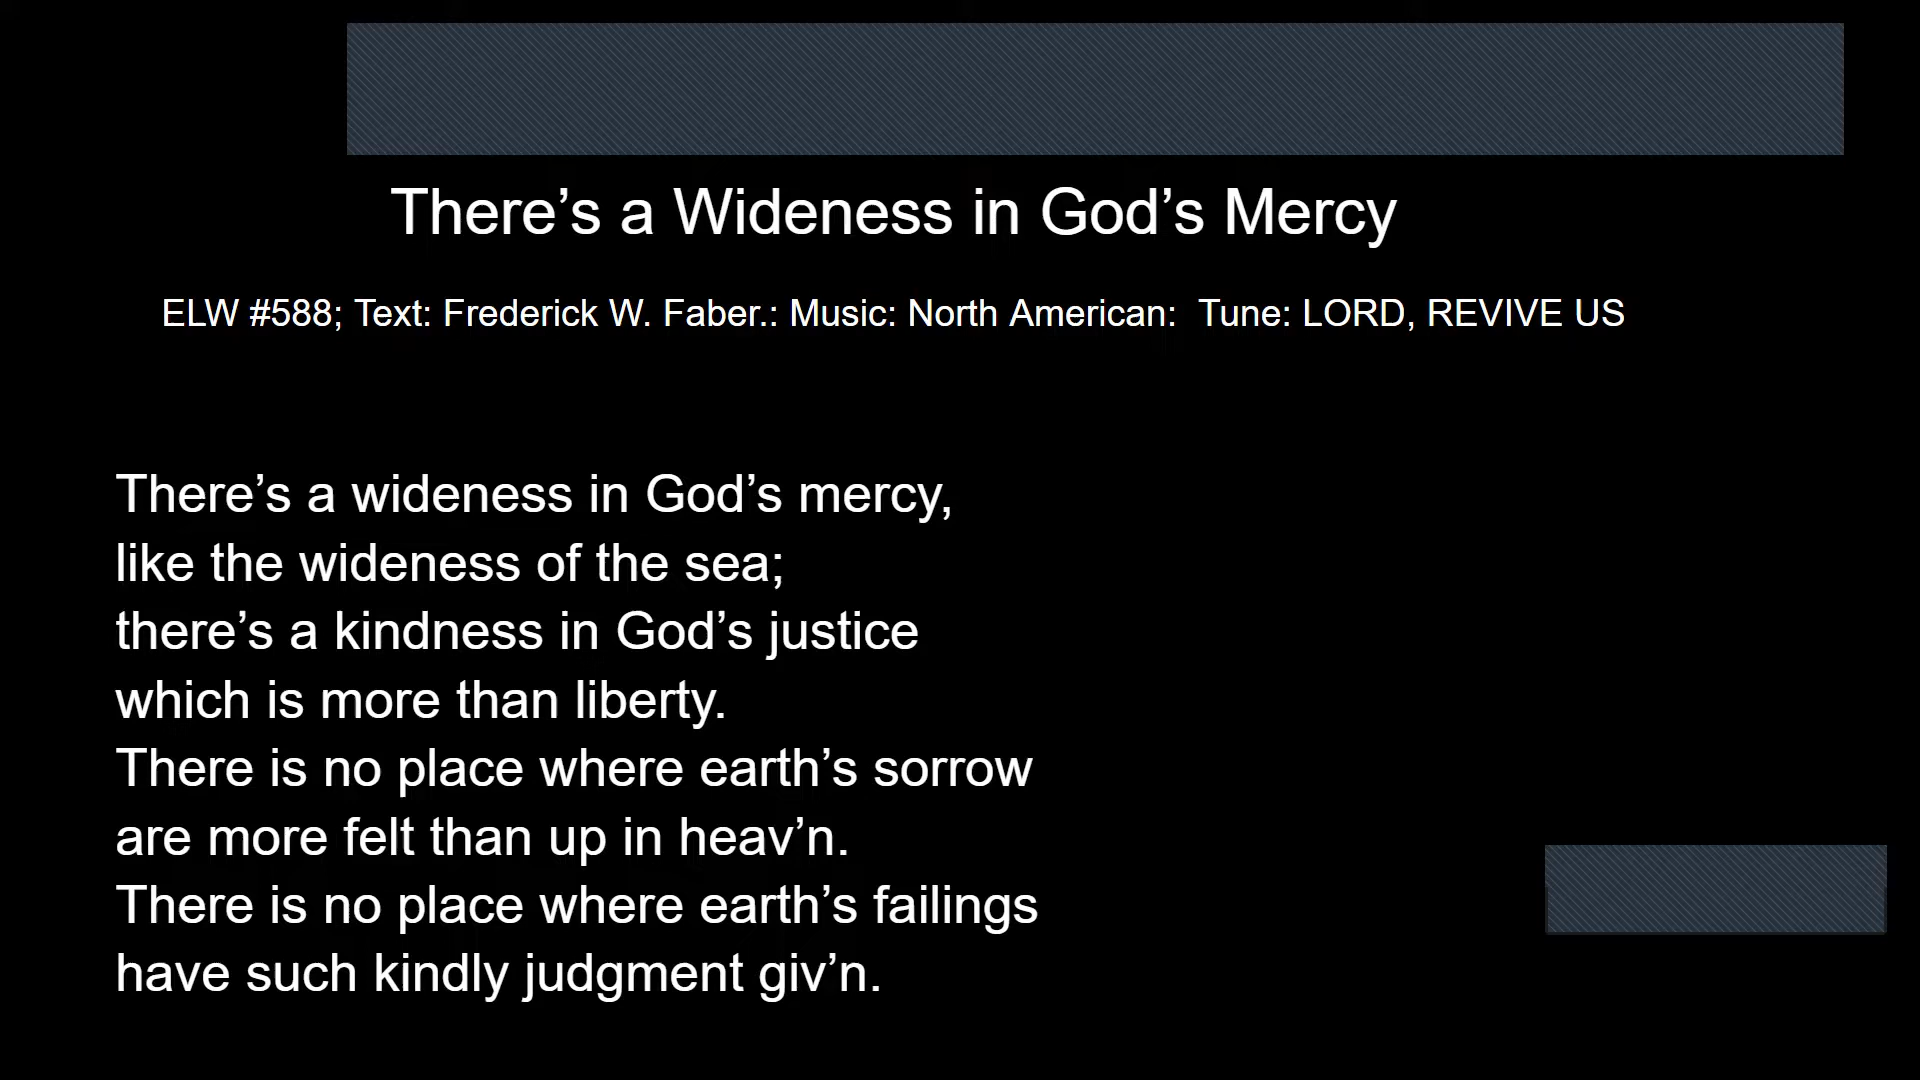 There’s a Wideness in God’s Mercy
ELW #588; Text: Frederick W. Faber.: Music: North American:  Tune: LORD, REVIVE US
There’s a wideness in God’s mercy,
like the wideness of the sea;
there’s a kindness in God’s justice
which is more than liberty.
There is no place where earth’s sorrow
are more felt than up in heav’n.
There is no place where earth’s failings
have such kindly judgment giv’n.